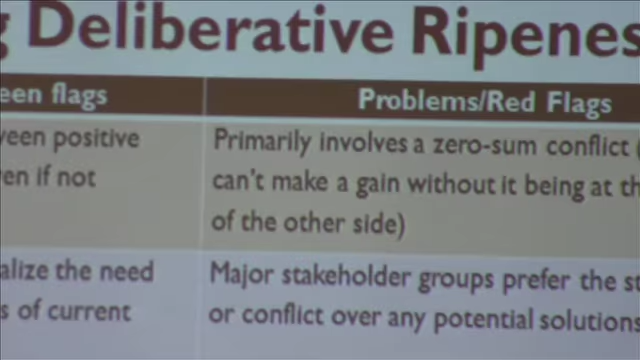 g Deliberative Ripenes
een flags
Problems/Red Flags
ween positive
en if not
Primarily involves a zero-sum conflict (
can't make a gain without it being at th
of the other side)
alize the need
s of current
Major stakeholder groups prefer the st
or conflict over any potential solutions